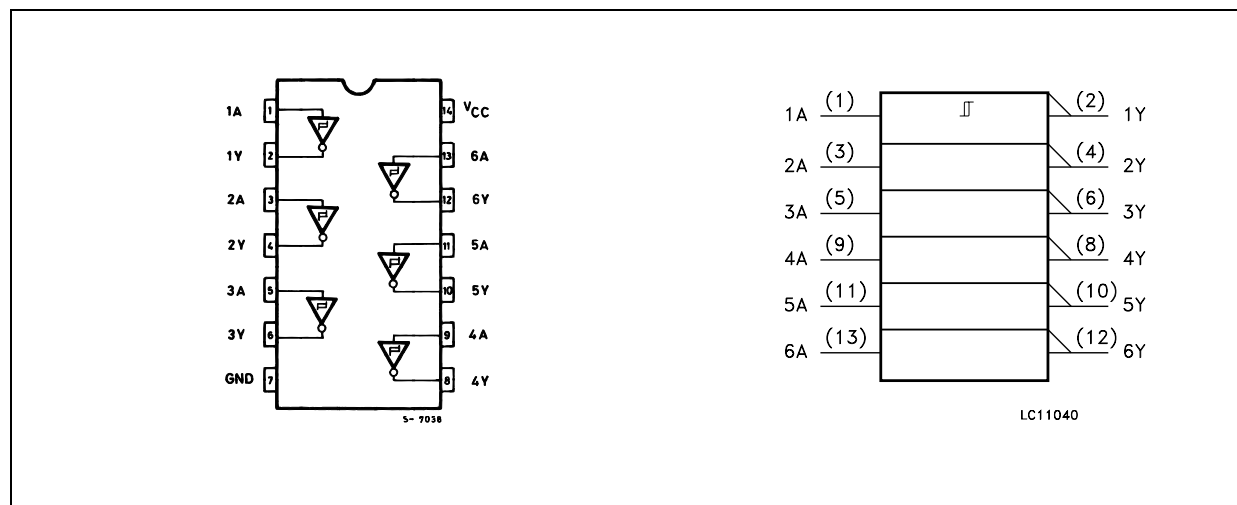 1A 1 14 VCC
1Y 2 13 6A
2A 3 12 6Y
2Y 4 11 5A
3A 5 10 5Y
3Y 6 9 4A
GND 7 8 4Y
S- 7038
1A (1) (2) 1Y
2A (3) (4) 2Y
3A (5) (6) 3Y
4A (9) (8) 4Y
5A (11) (10) 5Y
6A (13) (12) 6Y
LC11040